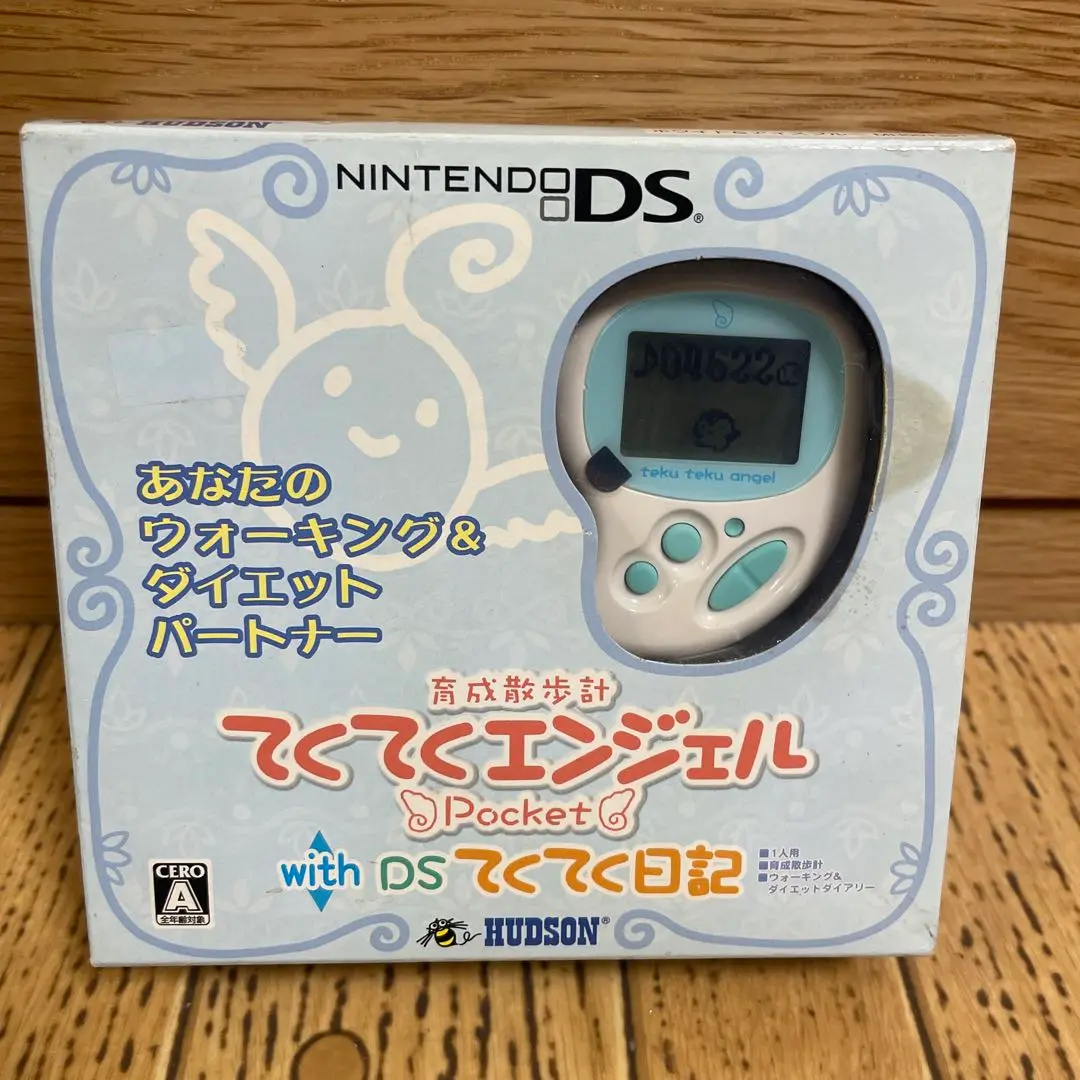 HUDSON
NINTENDO DS®
♪04622
teku teku angel
あなたの
ウォーキング&
ダイエット
パートナー
育成散歩計
てくてくエンジェル
Pocket
with DS てくてく日記
■1人用
■育成散歩計
■ウォーキング&
ダイエットダイアリー
CERO
A
全年齢対象
HUDSON®